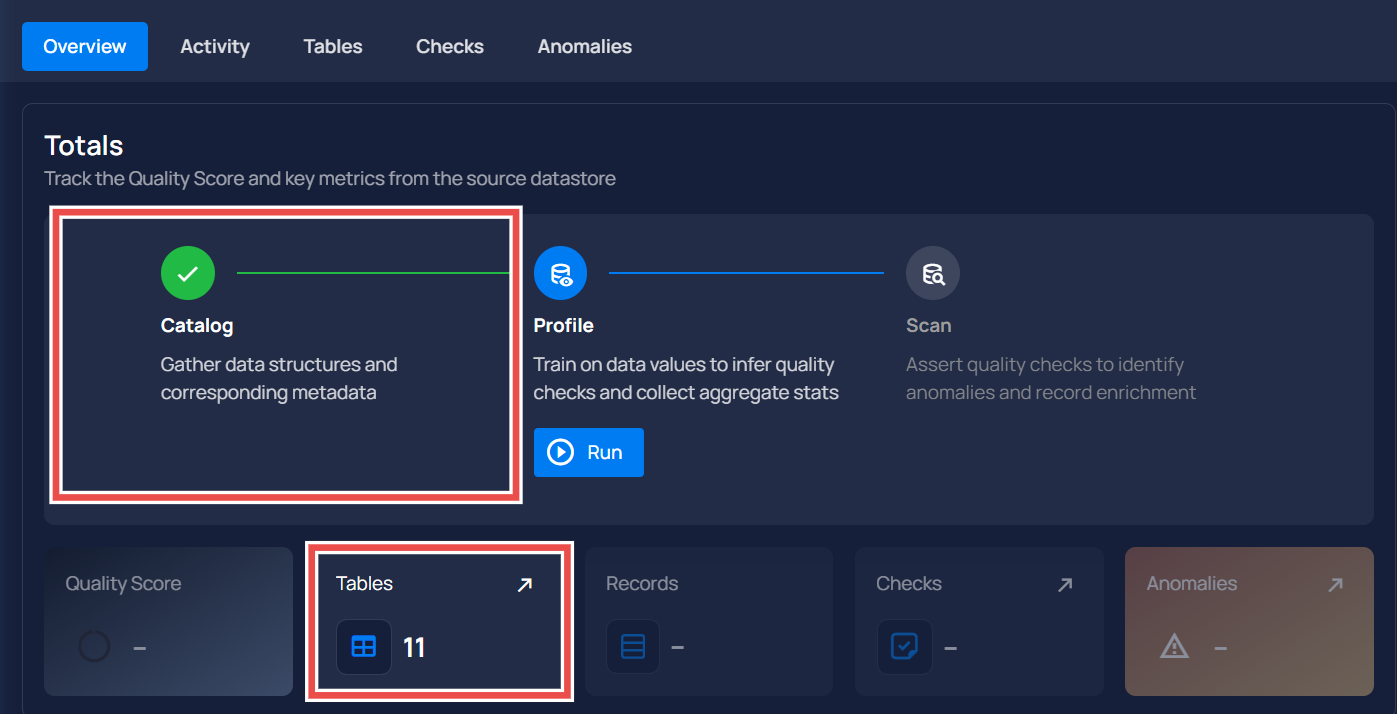 Overview
Activity
Tables
Checks
Anomalies
Totals
Track the Quality Score and key metrics from the source datastore
Catalog
Gather data structures and
corresponding metadata
Profile
Train on data values to infer quality
checks and collect aggregate stats
Run
Scan
Assert quality checks to identify
anomalies and record enrichment
Quality Score
–
Tables
11
Records
–
Checks
–
Anomalies
–